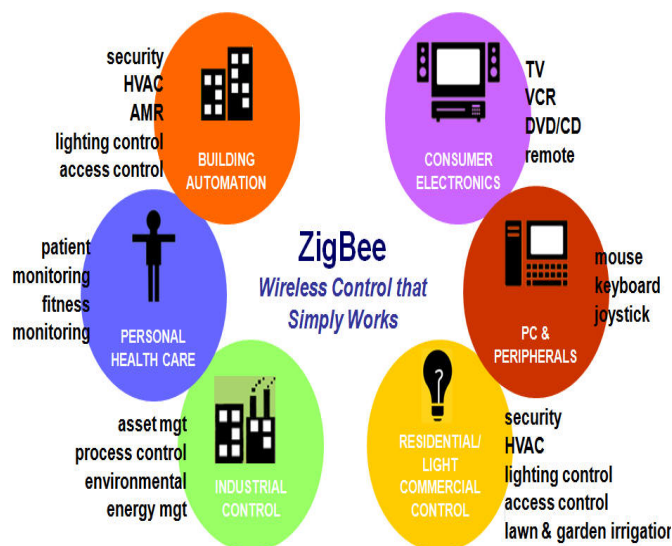 security
HVAC
AMR
lighting control
access control
BUILDING
AUTOMATION
TV
VCR
DVD/CD
remote
CONSUMER
ELECTRONICS
patient
monitoring
fitness
monitoring
PERSONAL
HEALTH CARE
ZigBee
Wireless Control that
Simply Works
mouse
keyboard
joystick
PC &
PERIPHERALS
asset mgt
process control
environmental
energy mgt
INDUSTRIAL
CONTROL
RESIDENTIAL/
LIGHT
COMMERCIAL
CONTROL
security
HVAC
lighting control
access control
lawn & garden irrigation